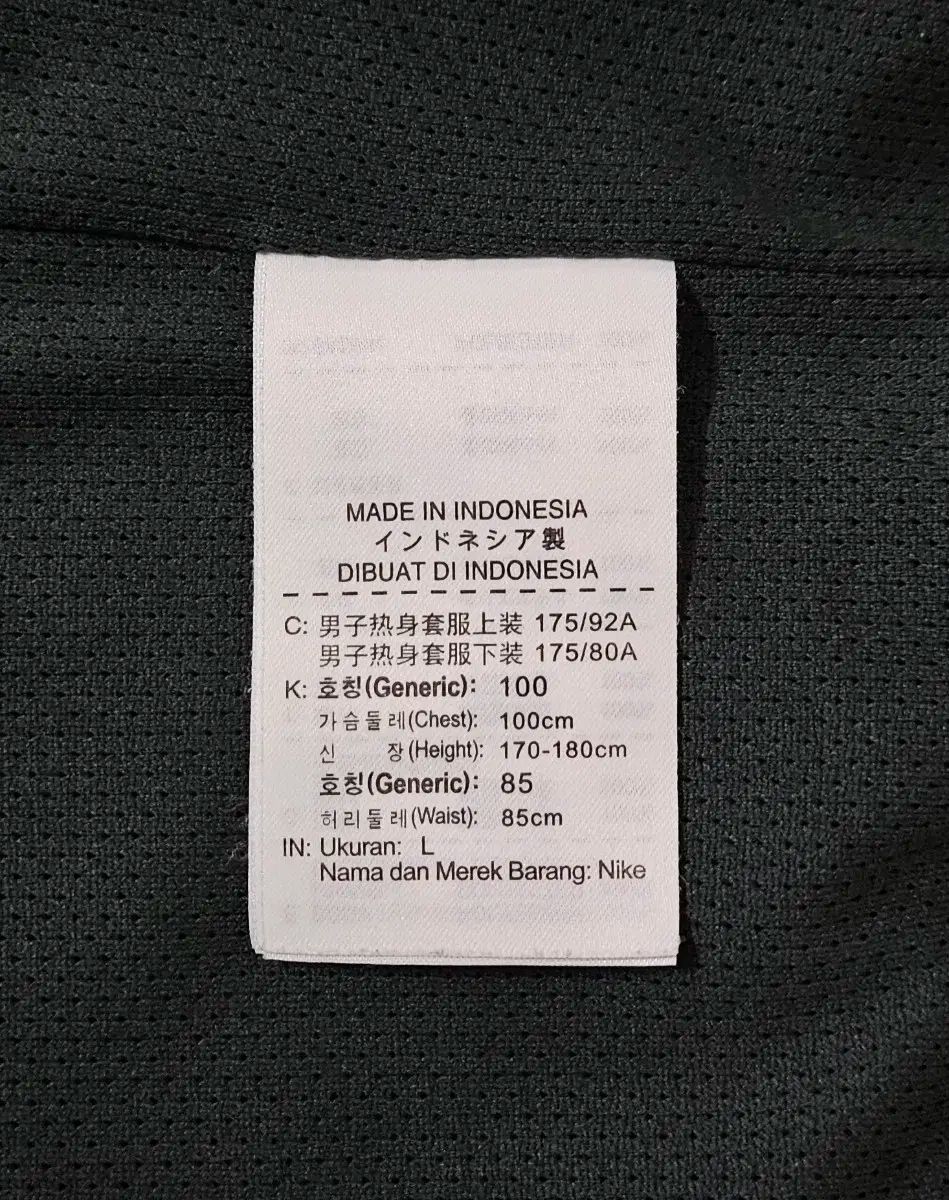 MADE IN INDONESIA
インドネシア製
DIBUAT DI INDONESIA
C: 男子热身套服上装 175/92A
男子热身套服下装 175/80A
K: 호칭(Generic): 100
가슴둘레(Chest): 100cm
신 장(Height): 170-180cm
호칭(Generic): 85
허리둘레(Waist): 85cm
IN: Ukuran: L
Nama dan Merek Barang: Nike